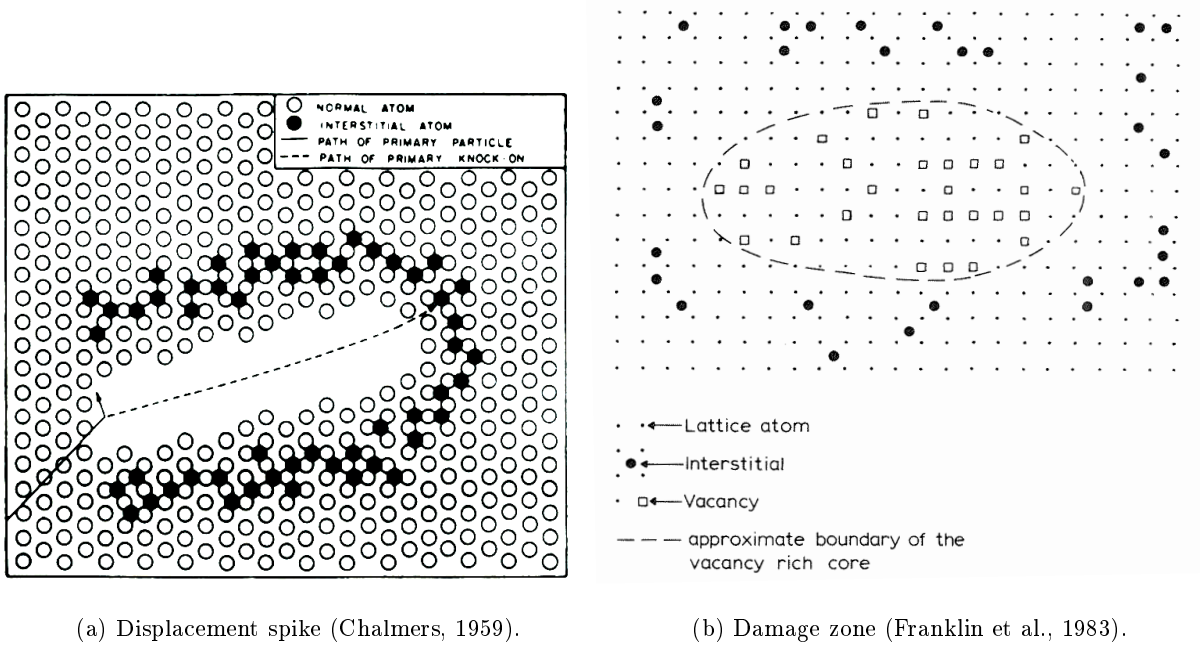 NORMAL ATOM
INTERSTITIAL ATOM
PATH OF PRIMARY PARTICLE
PATH OF PRIMARY KNOCK-ON
Lattice atom
Interstitial
Vacancy
approximate boundary of the
vacancy rich core
(a) Displacement spike (Chalmers, 1959).
(b) Damage zone (Franklin et al., 1983).